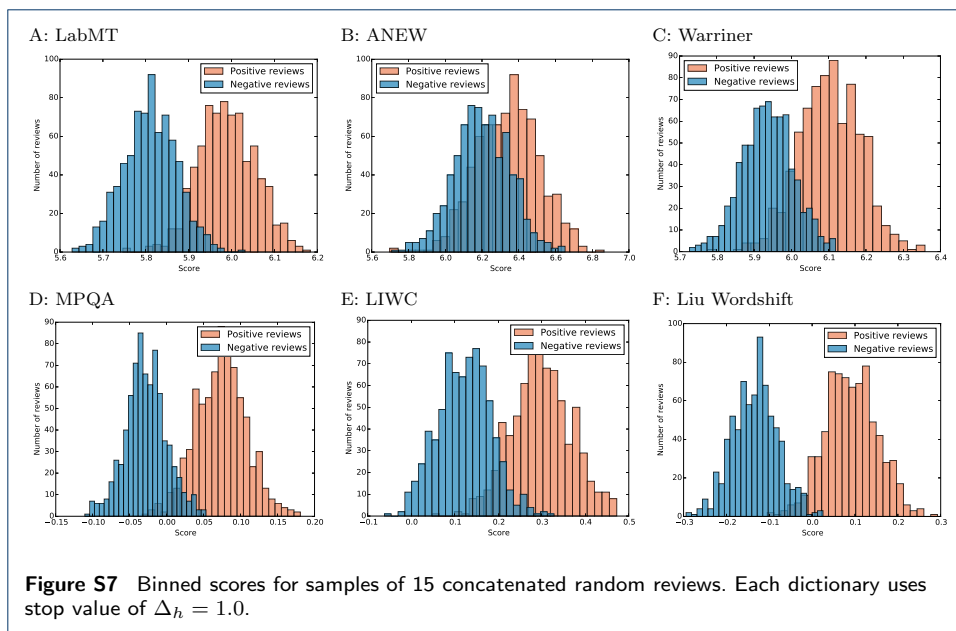 A: LabMT
B: ANEW
C: Warriner
Positive reviews
Negative reviews
Number of reviews
100
80
60
40
20
0
5.6
5.7
5.8
5.9
6.0
6.1
6.2
Score
Positive reviews
Negative reviews
Number of reviews
100
80
60
40
20
0
5.6
5.8
6.0
6.2
6.4
6.6
6.8
7.0
Score
Positive reviews
Negative reviews
Number of reviews
90
80
70
60
50
40
30
20
10
0
5.7
5.8
5.9
6.0
6.1
6.2
6.3
6.4
Score
D: MPQA
E: LIWC
F: Liu Wordshift
Positive reviews
Negative reviews
Number of reviews
90
80
70
60
50
40
30
20
10
0
−0.15
−0.10
−0.05
0.00
0.05
0.10
0.15
0.20
Score
Positive reviews
Negative reviews
Number of reviews
90
80
70
60
50
40
30
20
10
0
−0.1
0.0
0.1
0.2
0.3
0.4
0.5
Score
Positive reviews
Negative reviews
Number of reviews
100
80
60
40
20
0
−0.3
−0.2
−0.1
0.0
0.1
0.2
0.3
Score
Figure S7 Binned scores for samples of 15 concatenated random reviews. Each dictionary uses
stop value of Δh = 1.0.